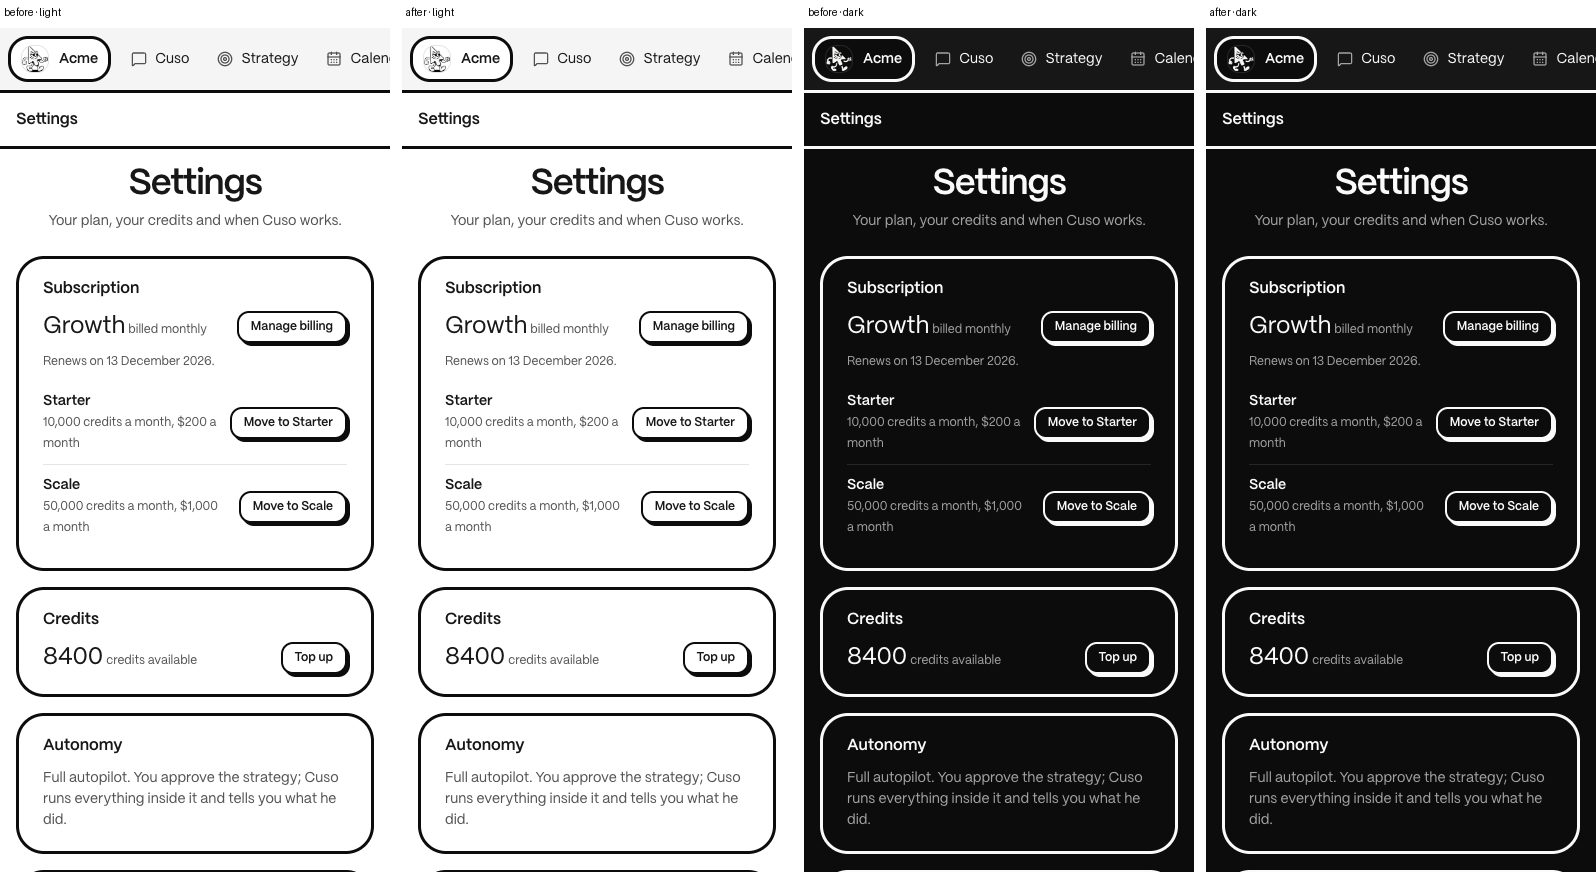 before · light
Acme Cuso Strategy Calen
Settings
Settings
Your plan, your credits and when Cuso works.
Subscription
Growth billed monthly Manage billing
Renews on 13 December 2026.
Starter
10,000 credits a month, $200 a
month
Move to Starter
Scale
50,000 credits a month, $1,000
a month
Move to Scale
Credits
8400 credits available Top up
Autonomy
Full autopilot. You approve the strategy; Cuso
runs everything inside it and tells you what he
did.
after · light
Acme Cuso Strategy Calen
Settings
Settings
Your plan, your credits and when Cuso works.
Subscription
Growth billed monthly Manage billing
Renews on 13 December 2026.
Starter
10,000 credits a month, $200 a
month
Move to Starter
Scale
50,000 credits a month, $1,000
a month
Move to Scale
Credits
8400 credits available Top up
Autonomy
Full autopilot. You approve the strategy; Cuso
runs everything inside it and tells you what he
did.
before · dark
Acme Cuso Strategy Calen
Settings
Settings
Your plan, your credits and when Cuso works.
Subscription
Growth billed monthly Manage billing
Renews on 13 December 2026.
Starter
10,000 credits a month, $200 a
month
Move to Starter
Scale
50,000 credits a month, $1,000
a month
Move to Scale
Credits
8400 credits available Top up
Autonomy
Full autopilot. You approve the strategy; Cuso
runs everything inside it and tells you what he
did.
after · dark
Acme Cuso Strategy Calen
Settings
Settings
Your plan, your credits and when Cuso works.
Subscription
Growth billed monthly Manage billing
Renews on 13 December 2026.
Starter
10,000 credits a month, $200 a
month
Move to Starter
Scale
50,000 credits a month, $1,000
a month
Move to Scale
Credits
8400 credits available Top up
Autonomy
Full autopilot. You approve the strategy; Cuso
runs everything inside it and tells you what he
did.